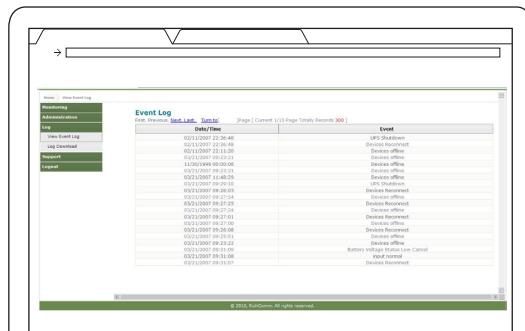 Home View Event Log
Monitoring
Administration
Log
View Event Log
Log Download
Support
Logout
Event Log
First, Previous, Next, Last, Turn to: [Page [ Current 1/15 Page Totally Records 300 ]
Date/Time Event
02/11/2007 22:36:48 UPS Shutdown
02/11/2007 22:36:48 Devices Reconnect
02/11/2007 22:11:20 Devices offline
03/21/2007 09:23:21 Devices offline
11/30/1999 00:00:00 Devices offline
03/21/2007 09:23:21 Devices offline
03/21/2007 11:48:29 Devices offline
03/21/2007 09:29:10 UPS Shutdown
03/21/2007 09:28:03 Devices Reconnect
03/21/2007 09:27:54 Devices offline
03/21/2007 09:27:25 Devices Reconnect
03/21/2007 09:27:24 Devices offline
03/21/2007 09:27:01 Devices Reconnect
03/21/2007 09:27:00 Devices offline
03/21/2007 09:26:08 Devices Reconnect
03/21/2007 09:25:01 Devices offline
03/21/2007 09:23:22 Devices offline
03/21/2007 09:31:09 Battery Voltage Status Low Cancel
03/21/2007 09:31:08 input normal
03/21/2007 09:31:07 Devices Reconnect
© 2010, RichComm. All rights reserved.